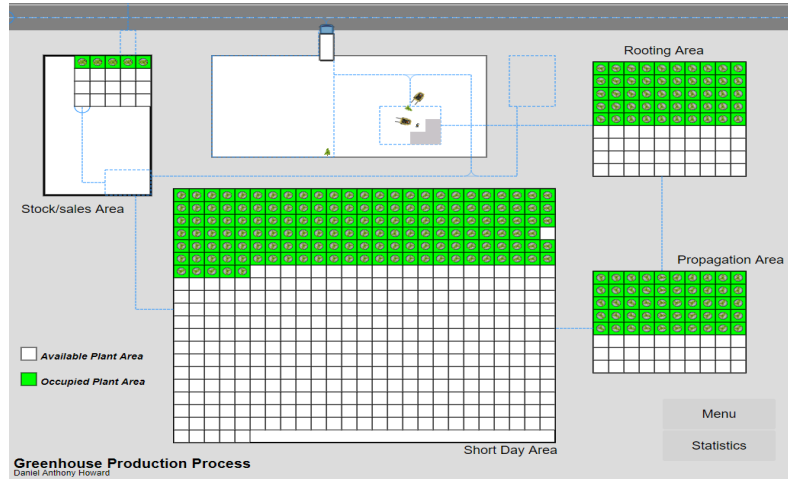 Rooting Area
Stock/sales Area
Propagation Area
Available Plant Area
Occupied Plant Area
Menu
Statistics
Short Day Area
Greenhouse Production Process
Daniel Anthony Howard